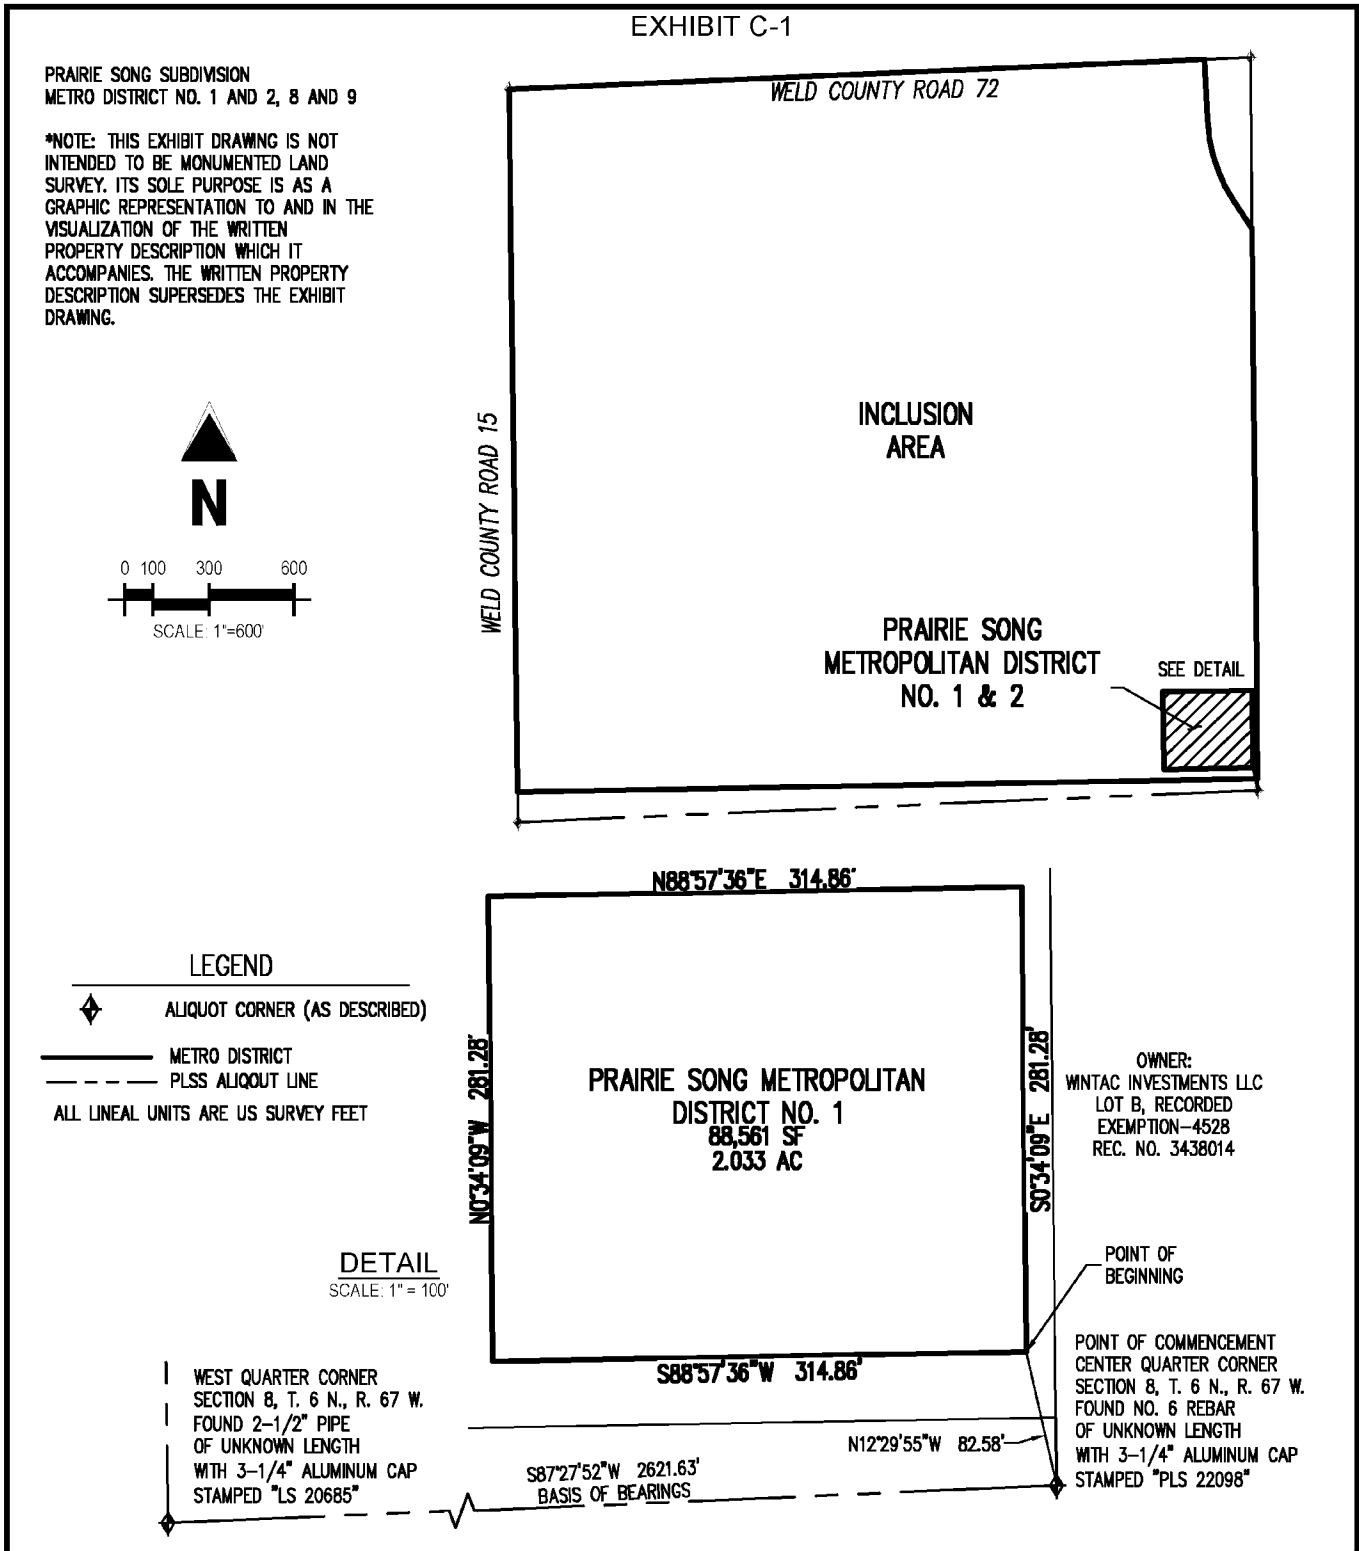 EXHIBIT C-1
PRAIRIE SONG SUBDIVISION
METRO DISTRICT NO. 1 AND 2, 8 AND 9
*NOTE: THIS EXHIBIT DRAWING IS NOT
INTENDED TO BE MONUMENTED LAND
SURVEY. ITS SOLE PURPOSE IS AS A
GRAPHIC REPRESENTATION TO AND IN THE
VISUALIZATION OF THE WRITTEN
PROPERTY DESCRIPTION WHICH IT
ACCOMPANIES. THE WRITTEN PROPERTY
DESCRIPTION SUPERSEDES THE EXHIBIT
DRAWING.
WELD COUNTY ROAD 72
WELD COUNTY ROAD 15
INCLUSION
AREA
N
0 100 300 600
SCALE: 1"=600'
PRAIRIE SONG
METROPOLITAN DISTRICT
NO. 1 & 2
SEE DETAIL
N88°57'36"E 314.86'
LEGEND
ALIQUOT CORNER (AS DESCRIBED)
METRO DISTRICT
PLSS ALIQOUT LINE
ALL LINEAL UNITS ARE US SURVEY FEET
N0°34'09"W 281.28'
PRAIRIE SONG METROPOLITAN
DISTRICT NO. 1
88,561 SF
2.033 AC
S0°34'09"E 281.28'
OWNER:
WINTAC INVESTMENTS LLC
LOT B, RECORDED
EXEMPTION-4528
REC. NO. 3438014
DETAIL
SCALE: 1" = 100'
POINT OF
BEGINNING
S88°57'36"W 314.86'
WEST QUARTER CORNER
SECTION 8, T. 6 N., R. 67 W.
FOUND 2-1/2" PIPE
OF UNKNOWN LENGTH
WITH 3-1/4" ALUMINUM CAP
STAMPED "LS 20685"
POINT OF COMMENCEMENT
CENTER QUARTER CORNER
SECTION 8, T. 6 N., R. 67 W.
FOUND NO. 6 REBAR
OF UNKNOWN LENGTH
WITH 3-1/4" ALUMINUM CAP
STAMPED "PLS 22098"
N12°29'55"W 82.58'
S87°27'52"W 2621.63'
BASIS OF BEARINGS